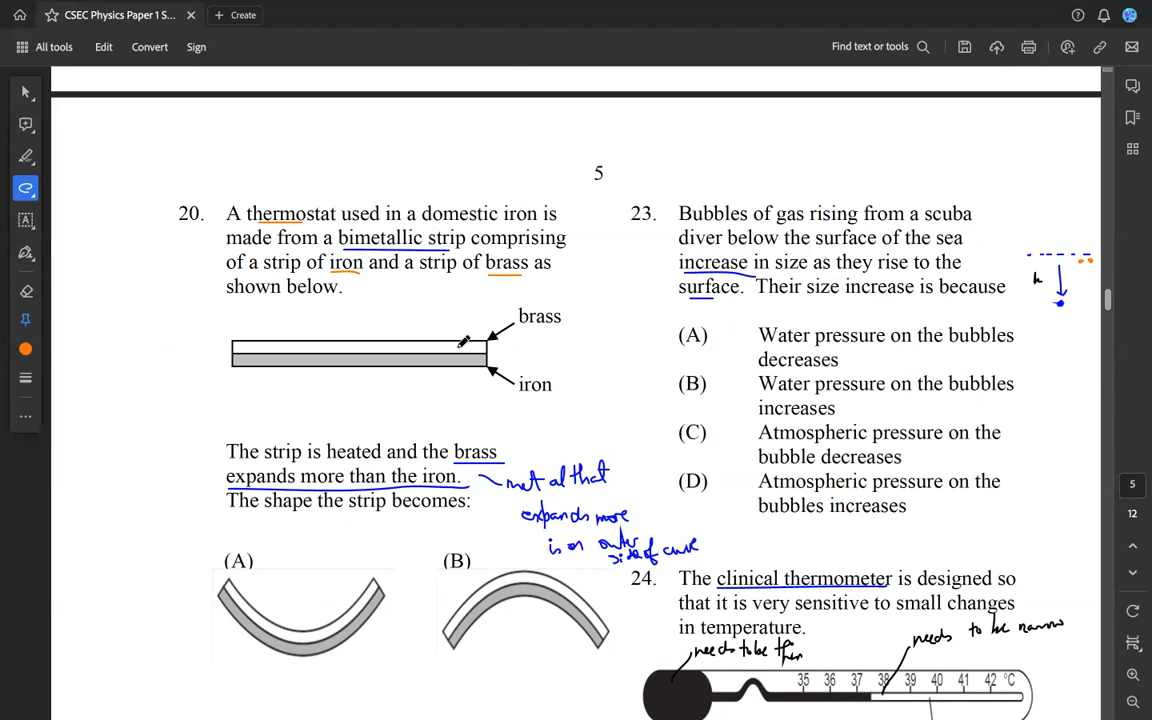 CSEC Physics Paper 1 S...
Create
All tools
Edit
Convert
Sign
Find text or tools
5
20. A thermostat used in a domestic iron is
made from a bimetallic strip comprising
of a strip of iron and a strip of brass as
shown below.
brass
iron
The strip is heated and the brass
expands more than the iron.
The shape the strip becomes:
metal that
expands more
is on outer
side of curve
(A)
(B)
23. Bubbles of gas rising from a scuba
diver below the surface of the sea
increase in size as they rise to the
surface. Their size increase is because
h
(A) Water pressure on the bubbles
decreases
(B) Water pressure on the bubbles
increases
(C) Atmospheric pressure on the
bubble decreases
(D) Atmospheric pressure on the
bubbles increases
24. The clinical thermometer is designed so
that it is very sensitive to small changes
in temperature.
needs to be thin
needs to be narrow
35 36 37 38 39 40 41 42 °C
5
12